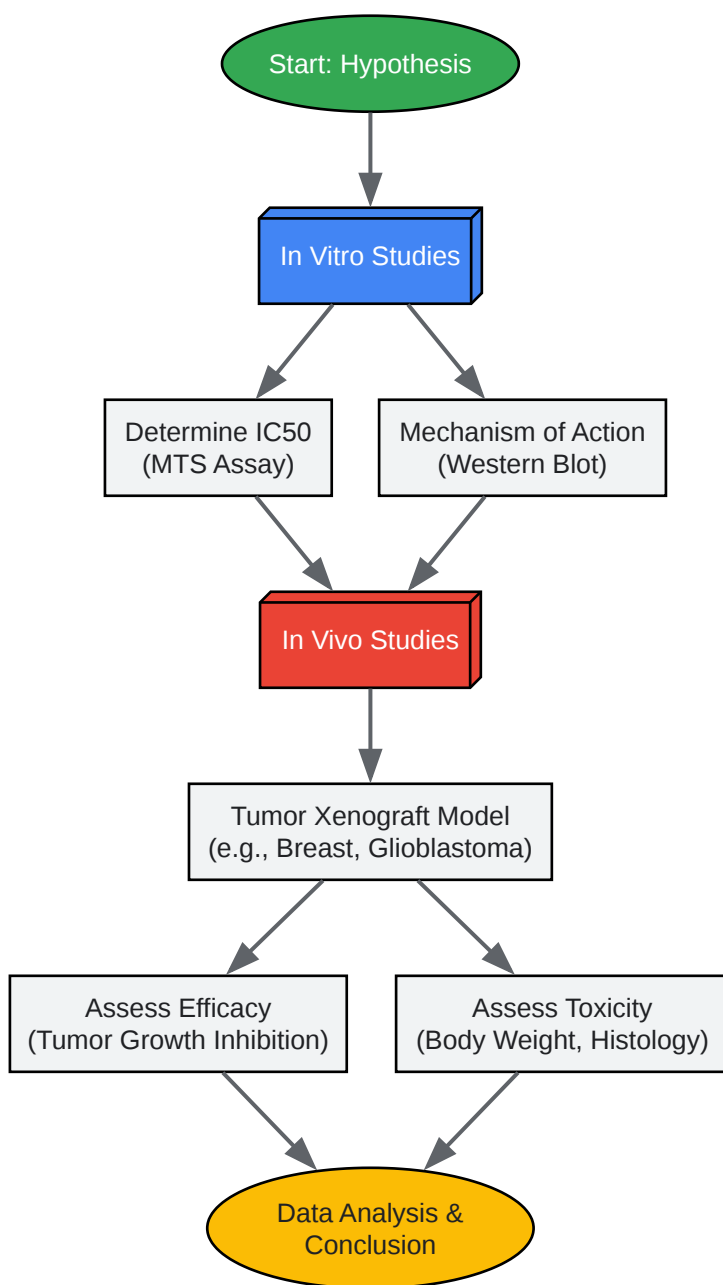 Start: Hypothesis
In Vitro Studies
Determine IC50
(MTS Assay)
Mechanism of Action
(Western Blot)
In Vivo Studies
Tumor Xenograft Model
(e.g., Breast, Glioblastoma)
Assess Efficacy
(Tumor Growth Inhibition)
Assess Toxicity
(Body Weight, Histology)
Data Analysis &
Conclusion